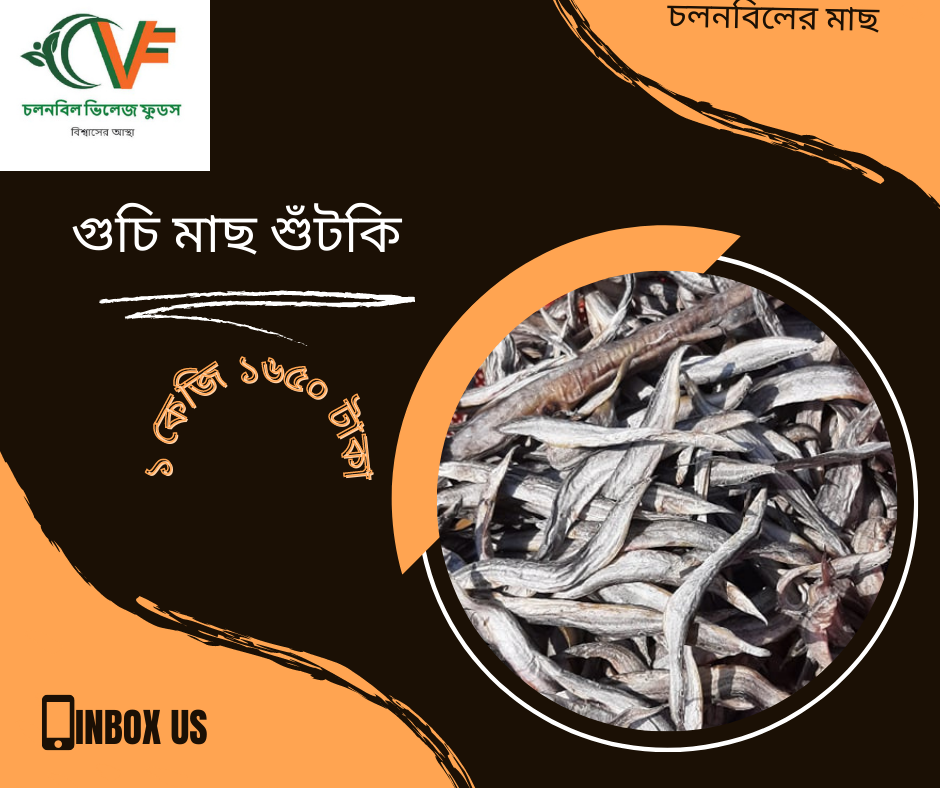 CVF
চলনবিল ভিলেজ ফুডস
বিশ্বাসের আস্থা
চলনবিলের মাছ
গুচি মাছ শুঁটকি
১ কেজি ১৬৫০ টাকা
INBOX US